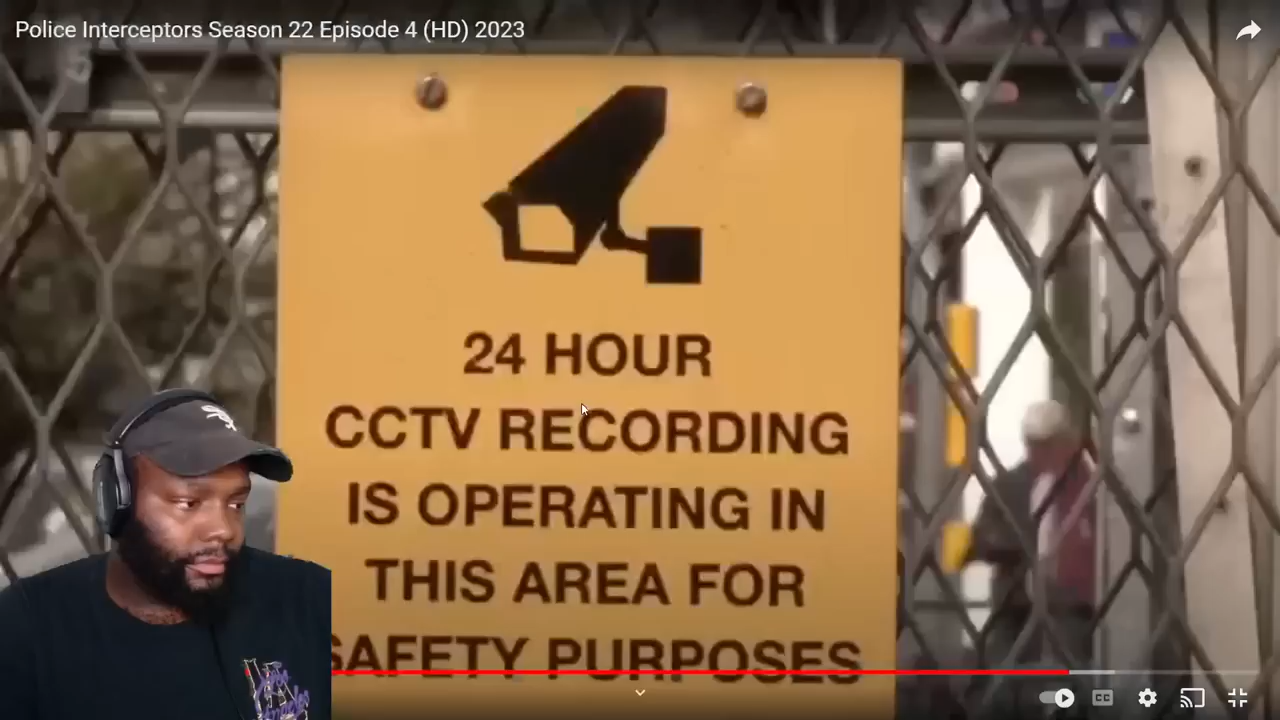 Police Interceptors Season 22 Episode 4 (HD) 2023
24 HOUR
CCTV RECORDING
IS OPERATING IN
THIS AREA FOR
SAFETY PURPOSES
CC